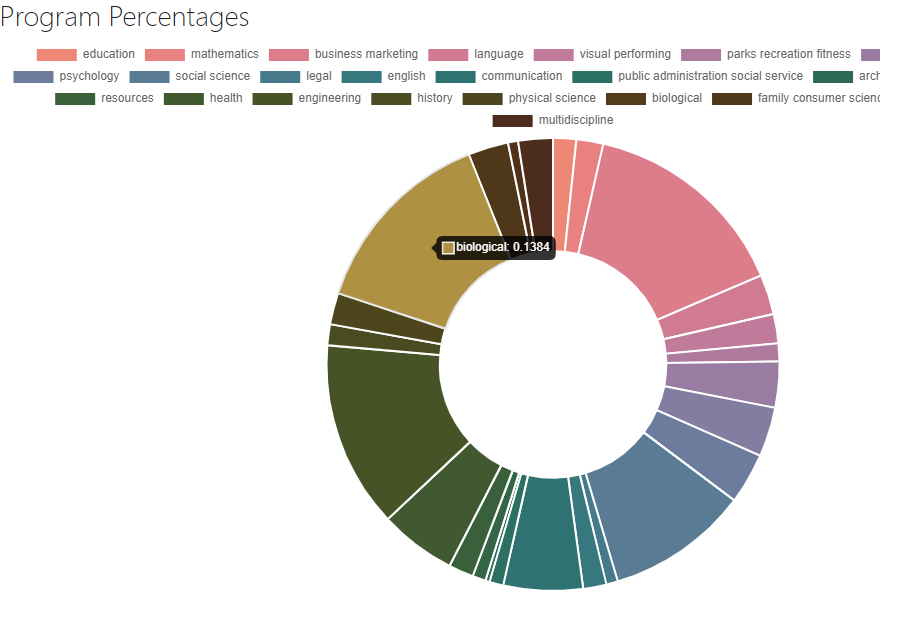 Program Percentages
education mathematics business marketing language visual performing parks recreation fitness
psychology social science legal english communication public administration social service arch
resources health engineering history physical science biological family consumer scienc
multidiscipline
biological: 0.1384